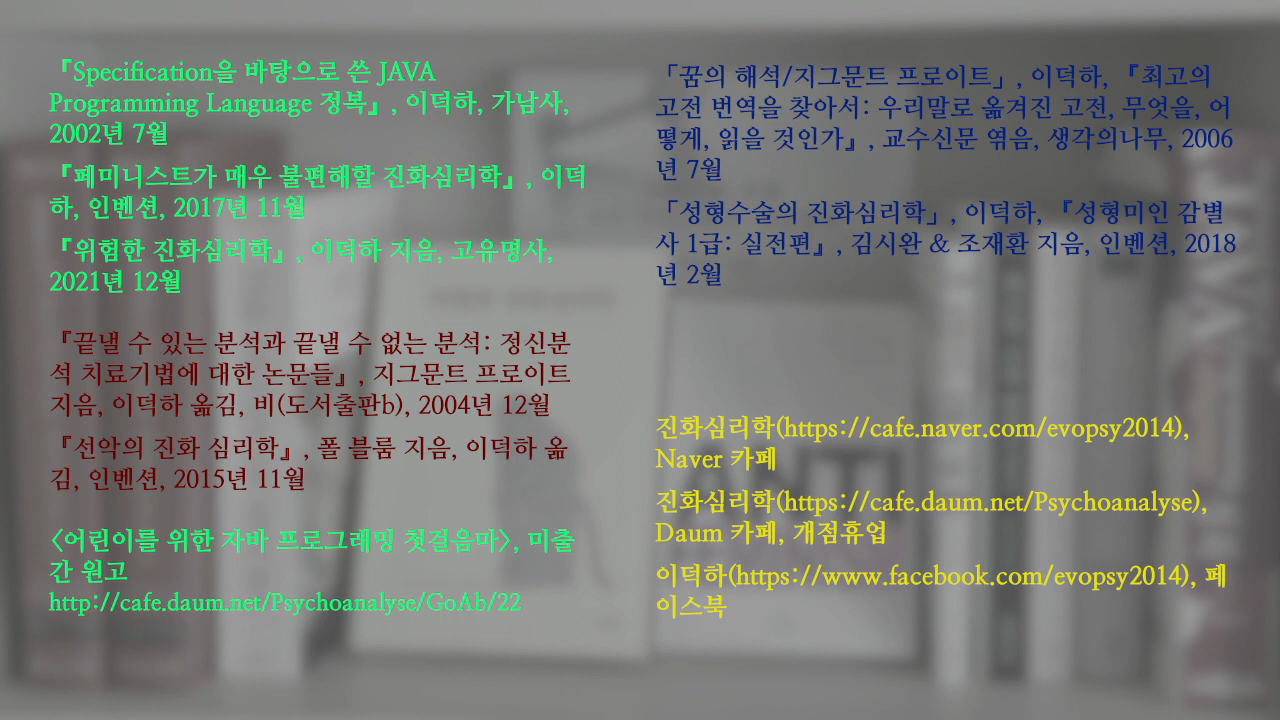 『Specification을 바탕으로 쓴 JAVA
Programming Language 정복』, 이덕하, 가남사,
2002년 7월
『페미니스트가 매우 불편해할 진화심리학』, 이덕
하, 인벤션, 2017년 11월
『위험한 진화심리학』, 이덕하 지음, 고유명사,
2021년 12월
『끝낼 수 있는 분석과 끝낼 수 없는 분석: 정신분
석 치료기법에 대한 논문들』, 지그문트 프로이트
지음, 이덕하 옮김, 비(도서출판b), 2004년 12월
『선악의 진화 심리학』, 폴 블룸 지음, 이덕하 옮
김, 인벤션, 2015년 11월
<어린이를 위한 자바 프로그래밍 첫걸음마>, 미출
간 원고
http://cafe.daum.net/Psychoanalyse/GoAb/22
「꿈의 해석/지그문트 프로이트」, 이덕하, 『최고의
고전 번역을 찾아서: 우리말로 옮겨진 고전, 무엇을, 어
떻게, 읽을 것인가』, 교수신문 엮음, 생각의나무, 2006
년 7월
「성형수술의 진화심리학」, 이덕하, 『성형미인 감별
사 1급: 실전편』, 김시완 & 조재환 지음, 인벤션, 2018
년 2월
진화심리학(https://cafe.naver.com/evopsy2014),
Naver 카페
진화심리학(https://cafe.daum.net/Psychoanalyse),
Daum 카페, 개점휴업
이덕하(https://www.facebook.com/evopsy2014), 페
이스북